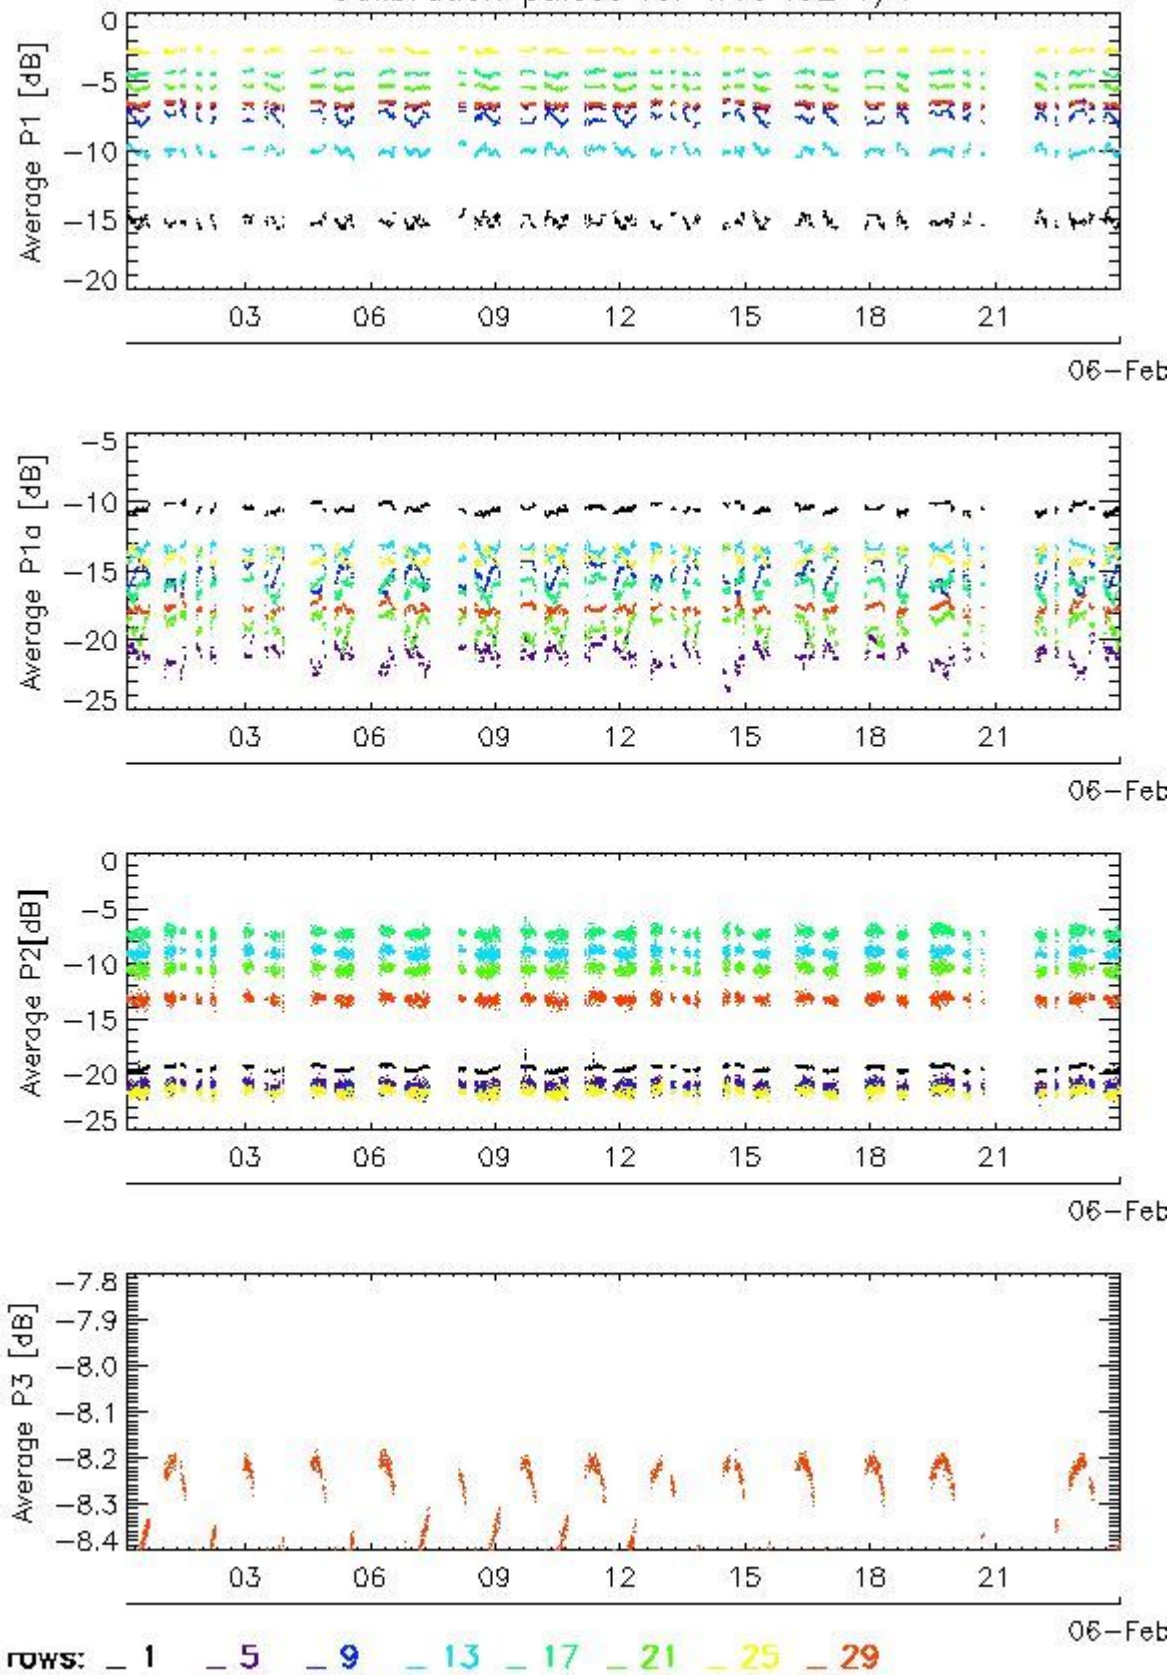 0
−5
−10
−15
−20
Average P1 [dB]
03 06 09 12 15 18 21
06−Feb
−5
−10
−15
−20
−25
Average P1a [dB]
03 06 09 12 15 18 21
06−Feb
0
−5
−10
−15
−20
−25
Average P2[dB]
03 06 09 12 15 18 21
06−Feb
−7.8
−7.9
−8.0
−8.1
−8.2
−8.3
−8.4
Average P3 [dB]
03 06 09 12 15 18 21
06−Feb
rows: _ 1 _ 5 _ 9 _ 13 _ 17 _ 21 _ 25 _ 29